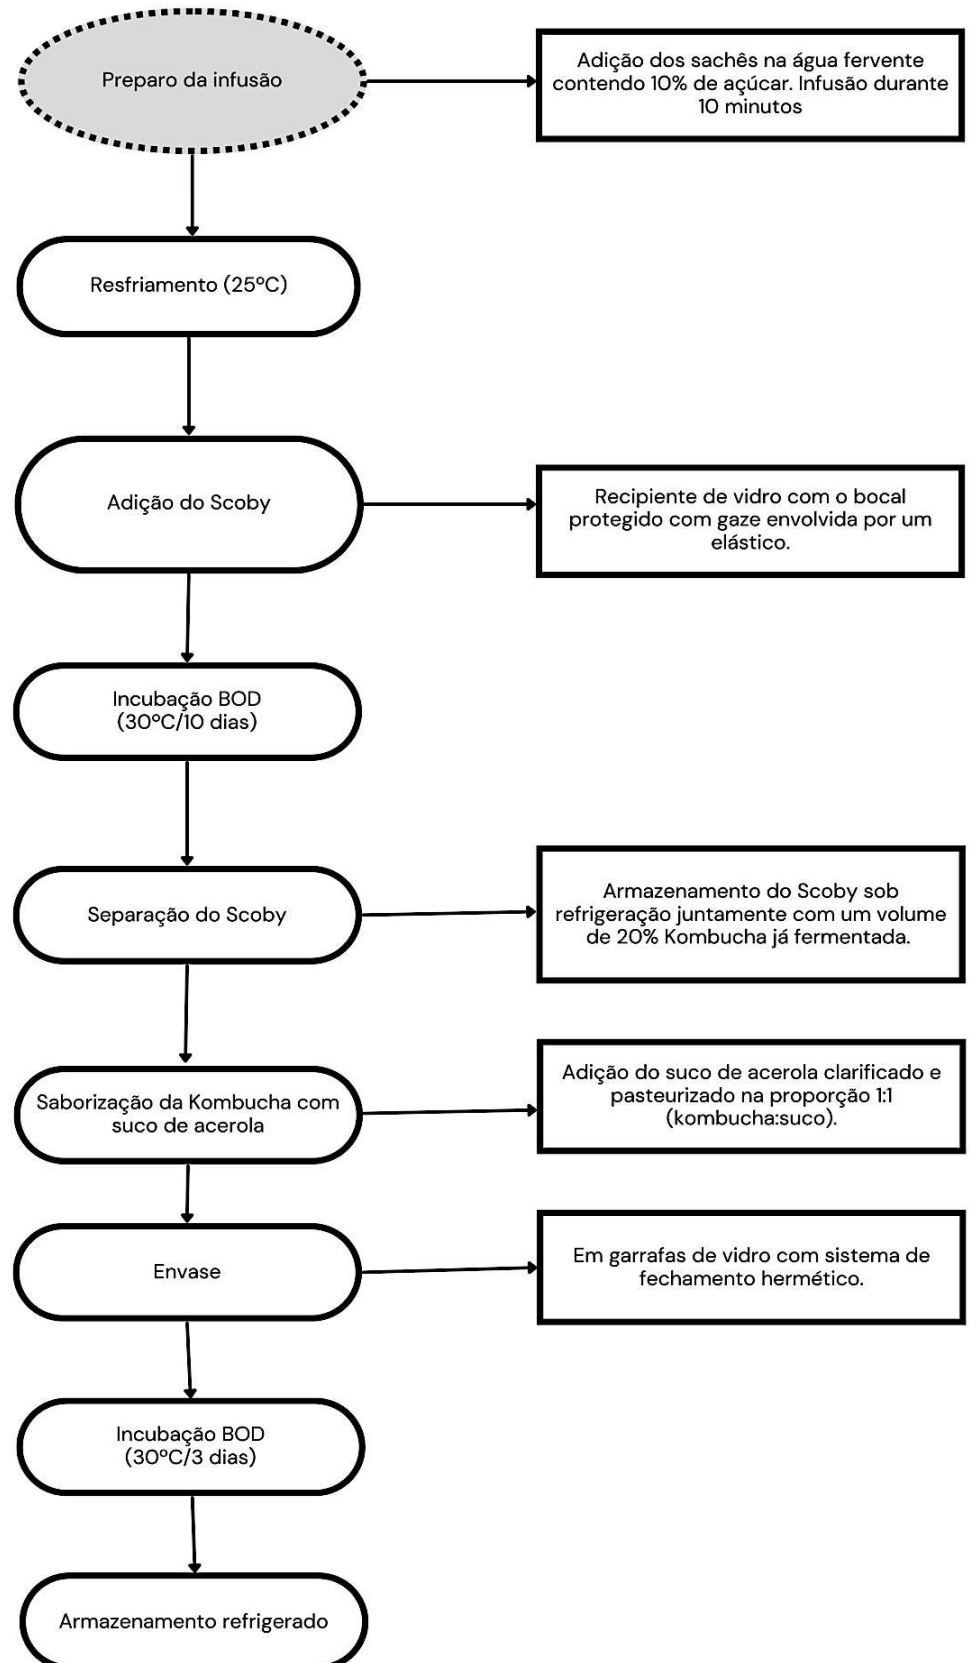 Preparo da infusão
Adição dos sachês na água fervente
contendo 10% de açúcar. Infusão durante
10 minutos
Resfriamento (25ºC)
Adição do Scoby
Recipiente de vidro com o bocal
protegido com gaze envolvida por um
elástico.
Incubação BOD
(30ºC/10 dias)
Separação do Scoby
Armazenamento do Scoby sob
refrigeração juntamente com um volume
de 20% Kombucha já fermentada.
Saborização da Kombucha com
suco de acerola
Adição do suco de acerola clarificado e
pasteurizado na proporção 1:1
(kombucha:suco).
Envase
Em garrafas de vidro com sistema de
fechamento hermético.
Incubação BOD
(30ºC/3 dias)
Armazenamento refrigerado